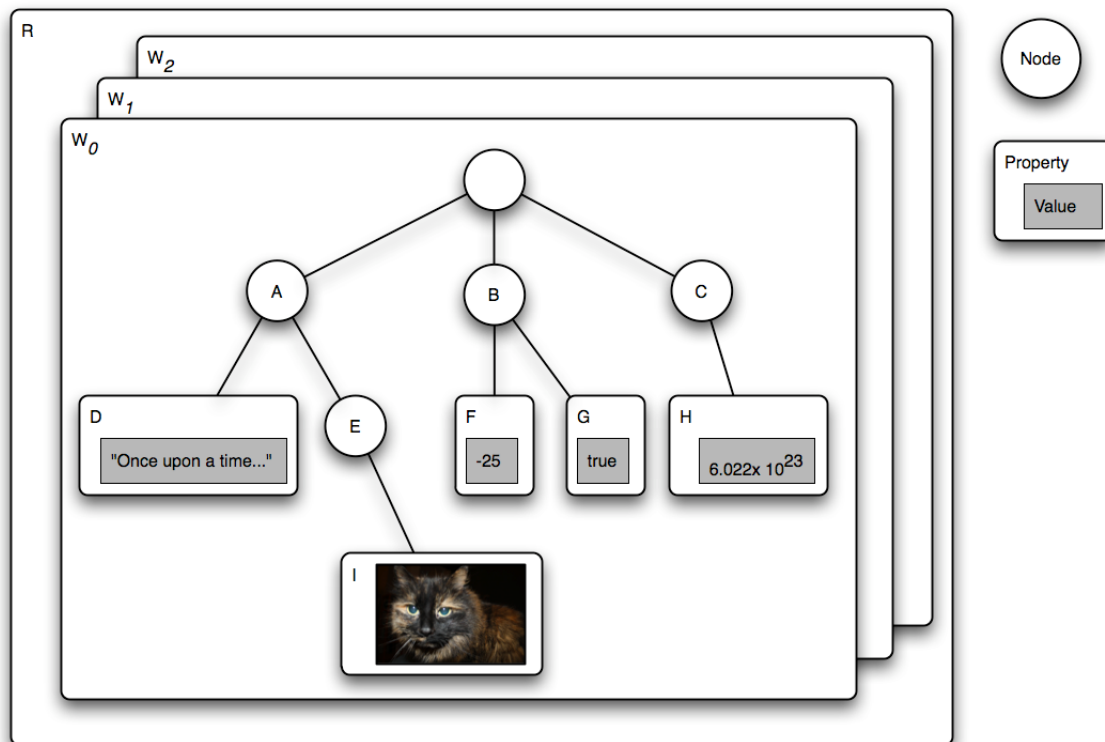 R
W2
W1
W0
A
B
C
D
"Once upon a time..."
E
F
-25
G
true
H
6.022x 10^23
I
Node
Property
Value